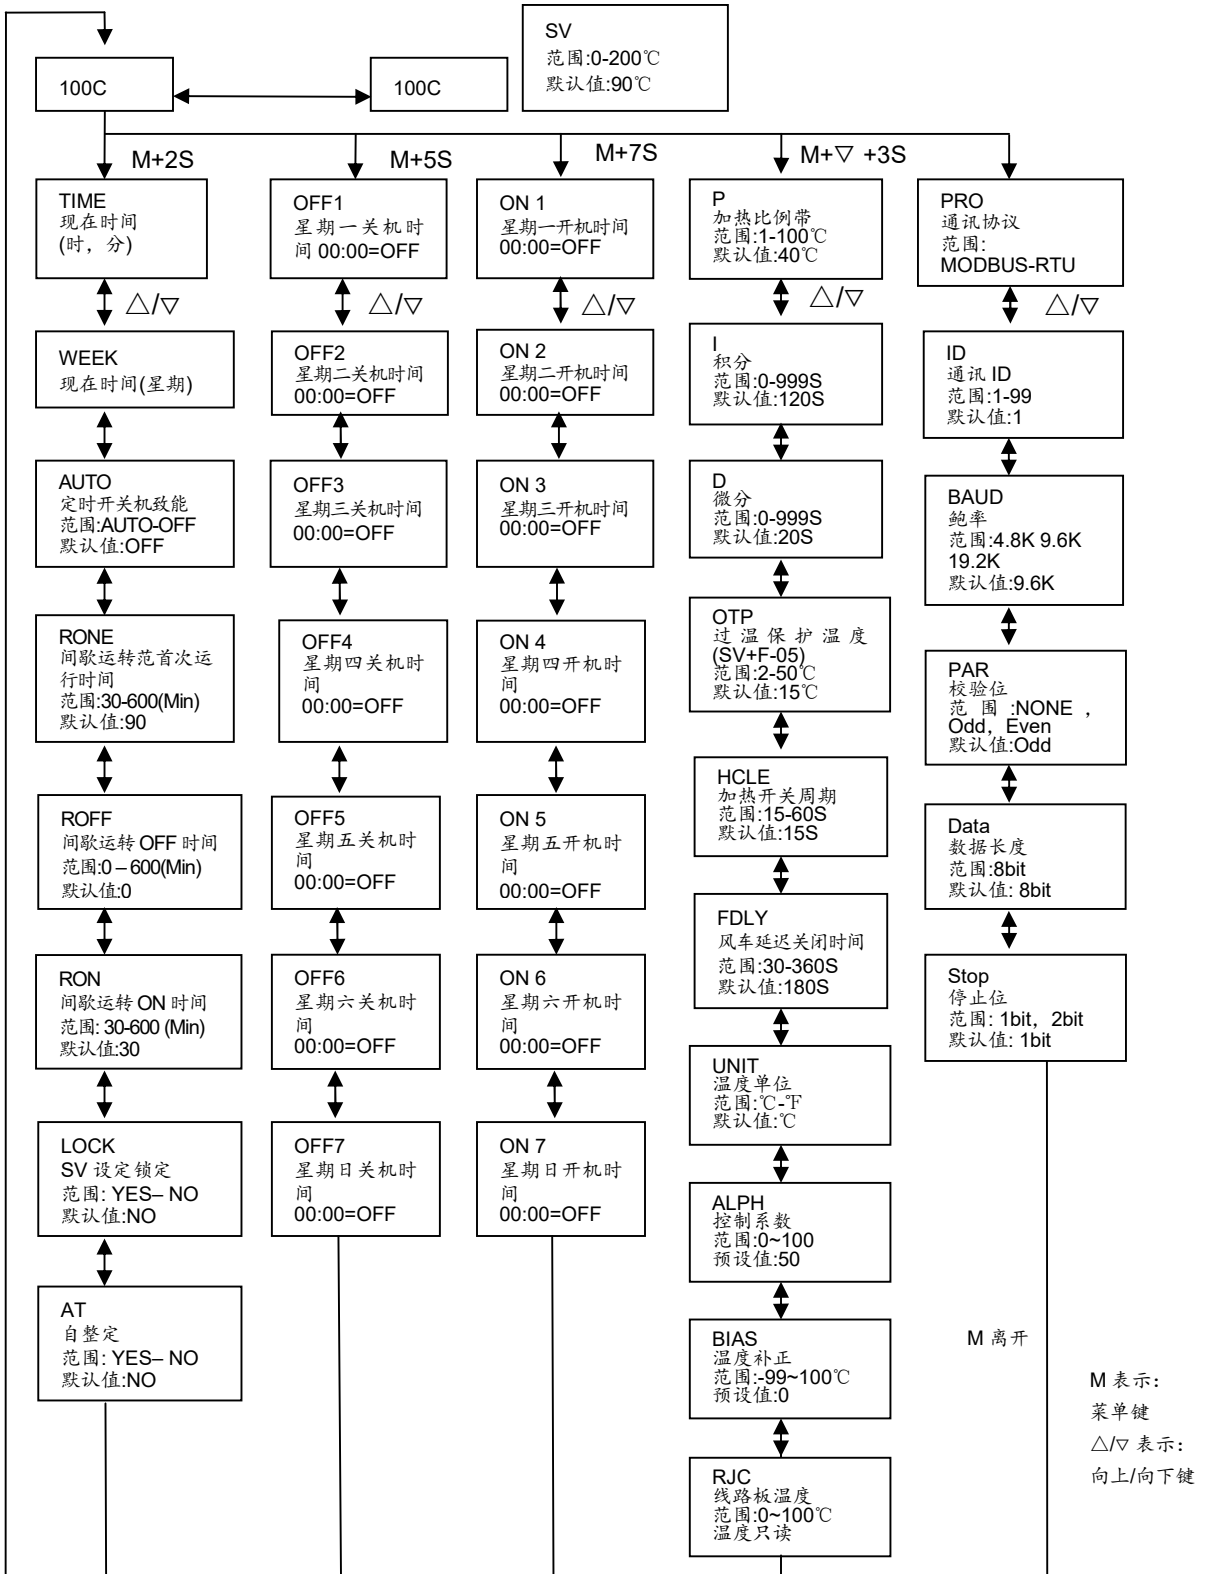 SV
范围:0-200℃
默认值:90℃
100C
100C
M+2S
M+5S
M+7S
M+▽ +3S
TIME
现在时间
(时，分)
△/▽
WEEK
现在时间(星期)
AUTO
定时开关机致能
范围:AUTO-OFF
默认值:OFF
RONE
间歇运转范首次运
行时间
范围:30-600(Min)
默认值:90
ROFF
间歇运转 OFF 时间
范围:0 – 600(Min)
默认值:0
RON
间歇运转 ON 时间
范围: 30-600 (Min)
默认值:30
LOCK
SV 设定锁定
范围: YES– NO
默认值:NO
AT
自整定
范围: YES– NO
默认值:NO
OFF1
星期一关机时
间 00:00=OFF
△/▽
OFF2
星期二关机时间
00:00=OFF
OFF3
星期三关机时间
00:00=OFF
OFF4
星期四关机时
间
00:00=OFF
OFF5
星期五关机时
间
00:00=OFF
OFF6
星期六关机时
间
00:00=OFF
OFF7
星期日关机时
间
00:00=OFF
ON 1
星期一开机时间
00:00=OFF
△/▽
ON 2
星期二开机时间
00:00=OFF
ON 3
星期三开机时间
00:00=OFF
ON 4
星期四开机时
间
00:00=OFF
ON 5
星期五开机时
间
00:00=OFF
ON 6
星期六开机时
间
00:00=OFF
ON 7
星期日开机时
间
00:00=OFF
P
加热比例带
范围:1-100℃
默认值:40℃
△/▽
I
积分
范围:0-999S
默认值:120S
D
微分
范围:0-999S
默认值:20S
OTP
过温保护温度
(SV+F-05)
范围:2-50℃
默认值:15℃
HCLE
加热开关周期
范围:15-60S
默认值:15S
FDLY
风车延迟关闭时间
范围:30-360S
默认值:180S
UNIT
温度单位
范围:℃-℉
默认值:℃
ALPH
控制系数
范围:0~100
预设值:50
BIAS
温度补正
范围:-99~100℃
预设值:0
RJC
线路板温度
范围:0~100℃
温度只读
PRO
通讯协议
范围:
MODBUS-RTU
△/▽
ID
通讯 ID
范围:1-99
默认值:1
BAUD
鲍率
范围:4.8K 9.6K
19.2K
默认值:9.6K
PAR
校验位
范围:NONE，
Odd，Even
默认值:Odd
Data
数据长度
范围:8bit
默认值: 8bit
Stop
停止位
范围: 1bit，2bit
默认值: 1bit
M 离开
M 表示：
菜单键
△/▽ 表示：
向上/向下键